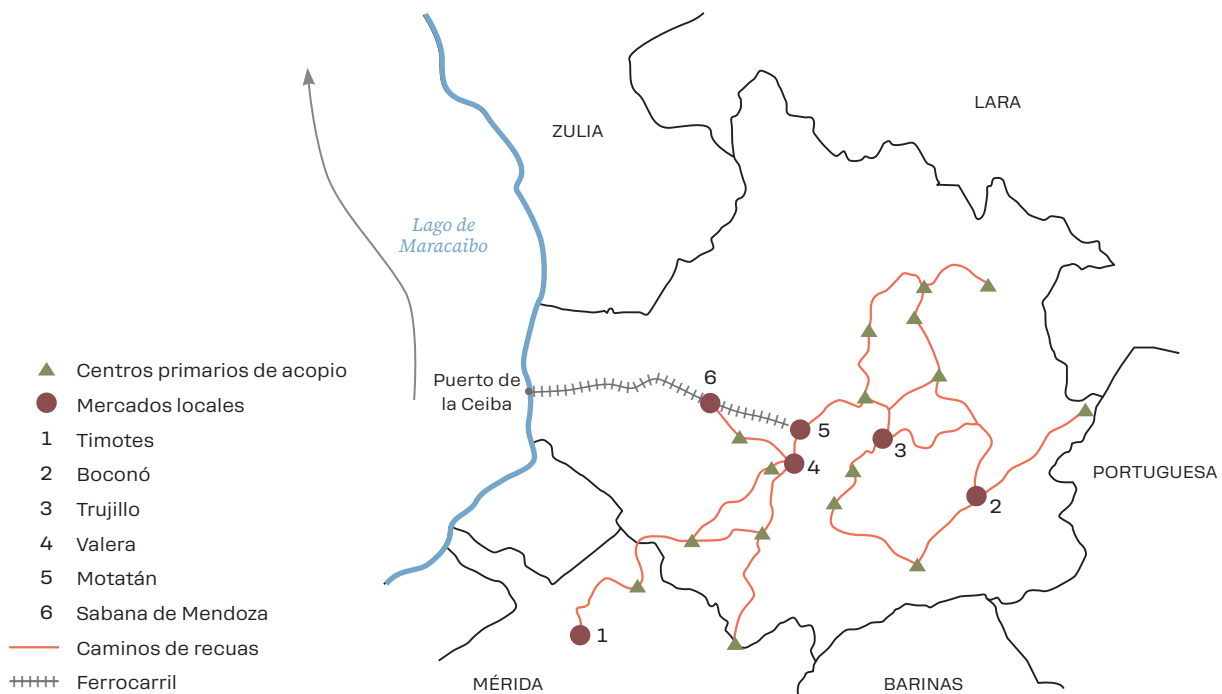 LARA
ZULIA
Lago de
Maracaibo
Centros primarios de acopio
Mercados locales
1 Timotes
2 Boconó
3 Trujillo
4 Valera
5 Motatán
6 Sabana de Mendoza
Caminos de recuas
Ferrocarril
Puerto de
la Ceiba
6
5
4
3
2
1
PORTUGUESA
MÉRIDA
BARINAS